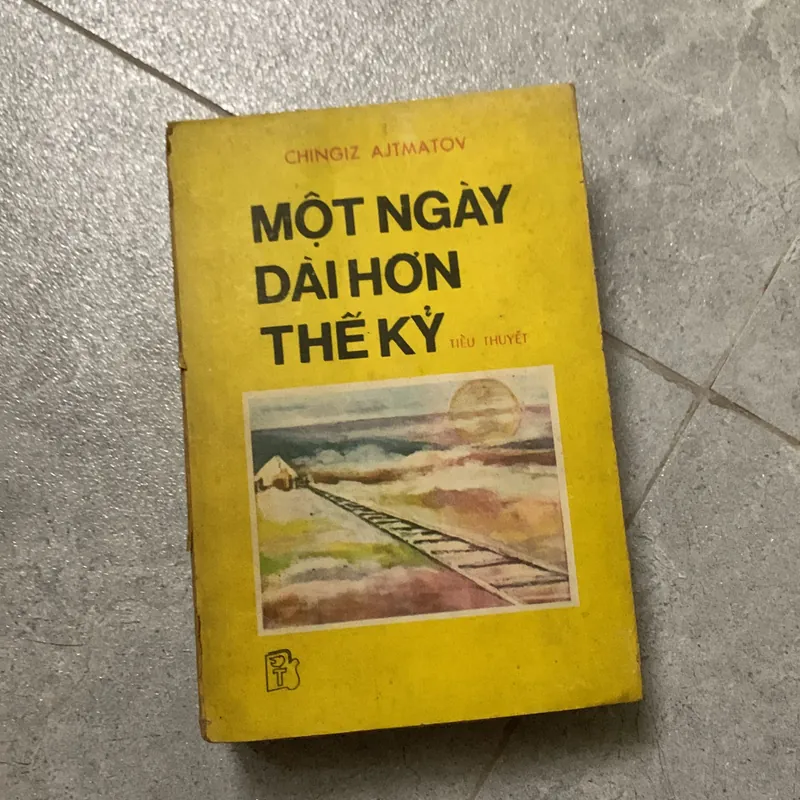 CHINGIZ AJTMATOV
MỘT NGÀY
DÀI HƠN
THẾ KỶ
TIỂU THUYẾT
T